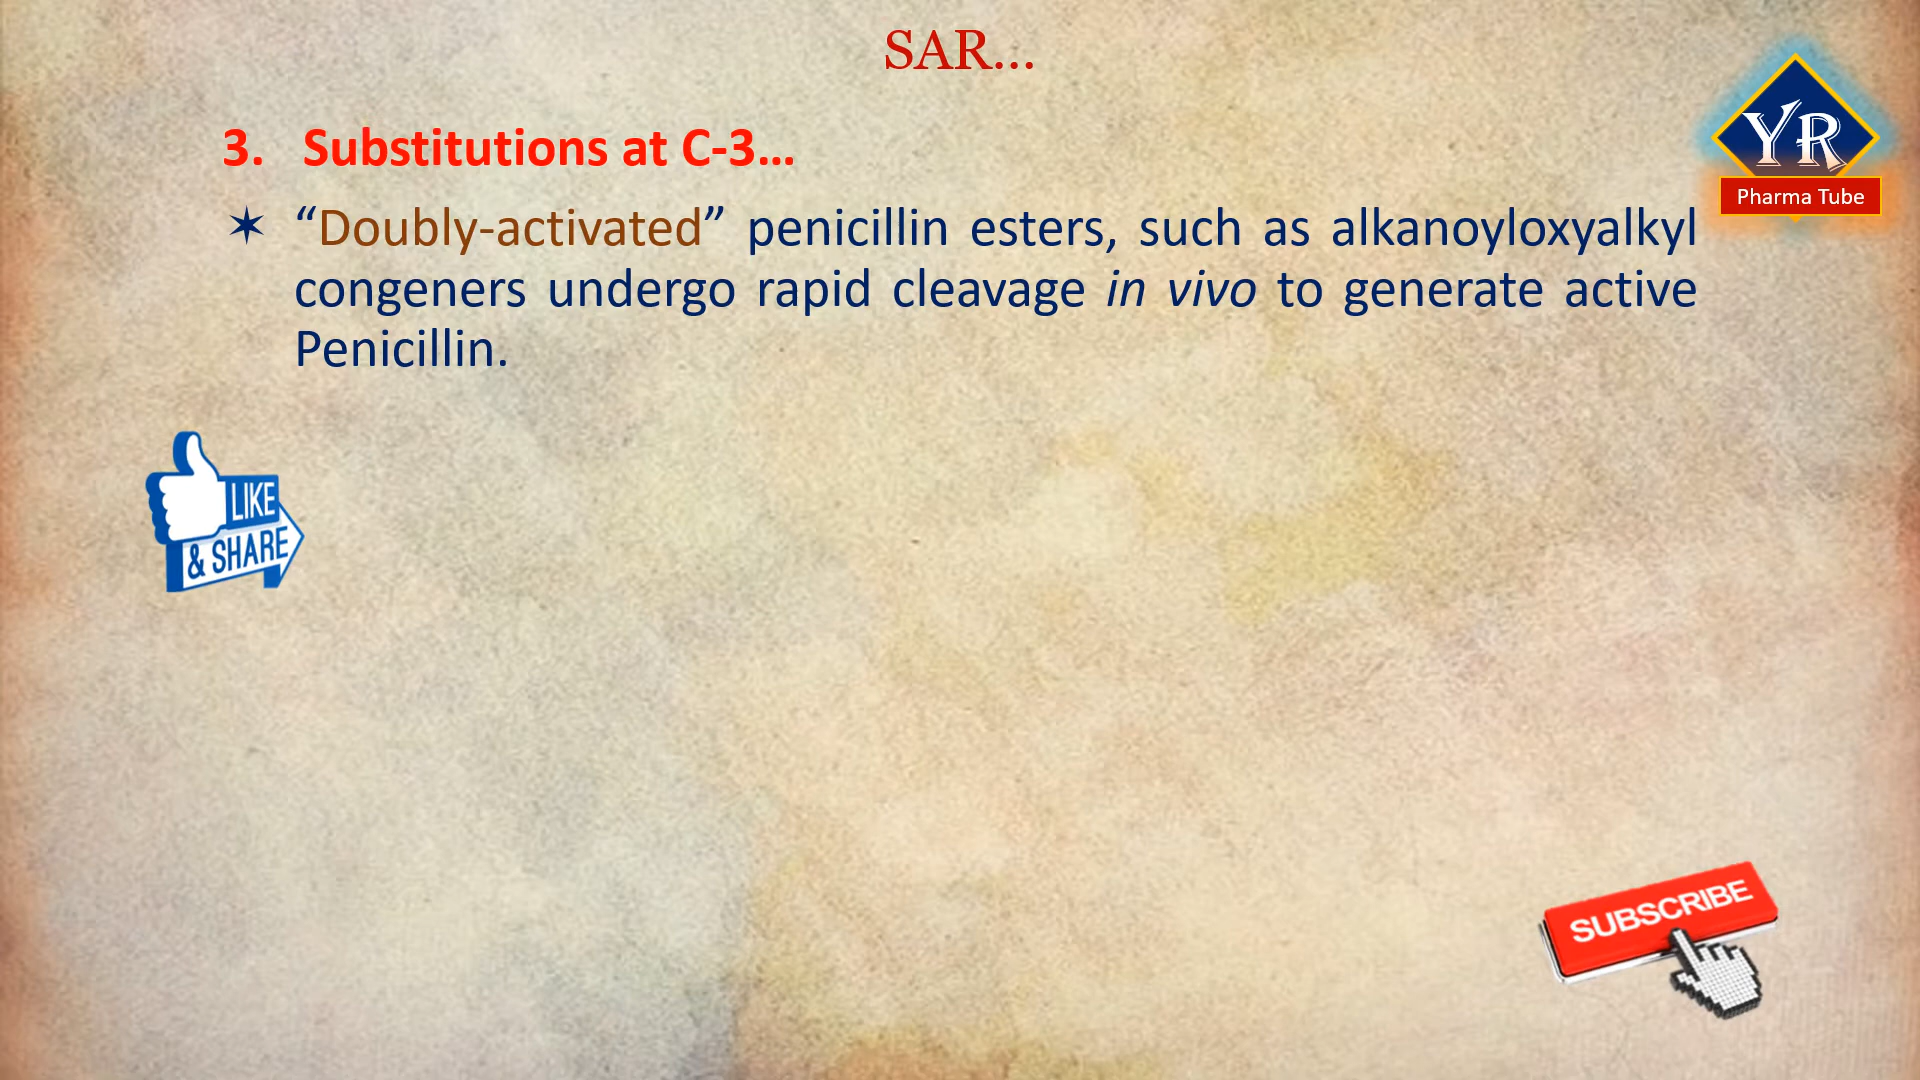 SAR...
3. Substitutions at C-3...
✶ “Doubly-activated” penicillin esters, such as alkanoyloxyalkyl
congeners undergo rapid cleavage in vivo to generate active
Penicillin.
YR
Pharma Tube
LIKE
& SHARE
SUBSCRIBE